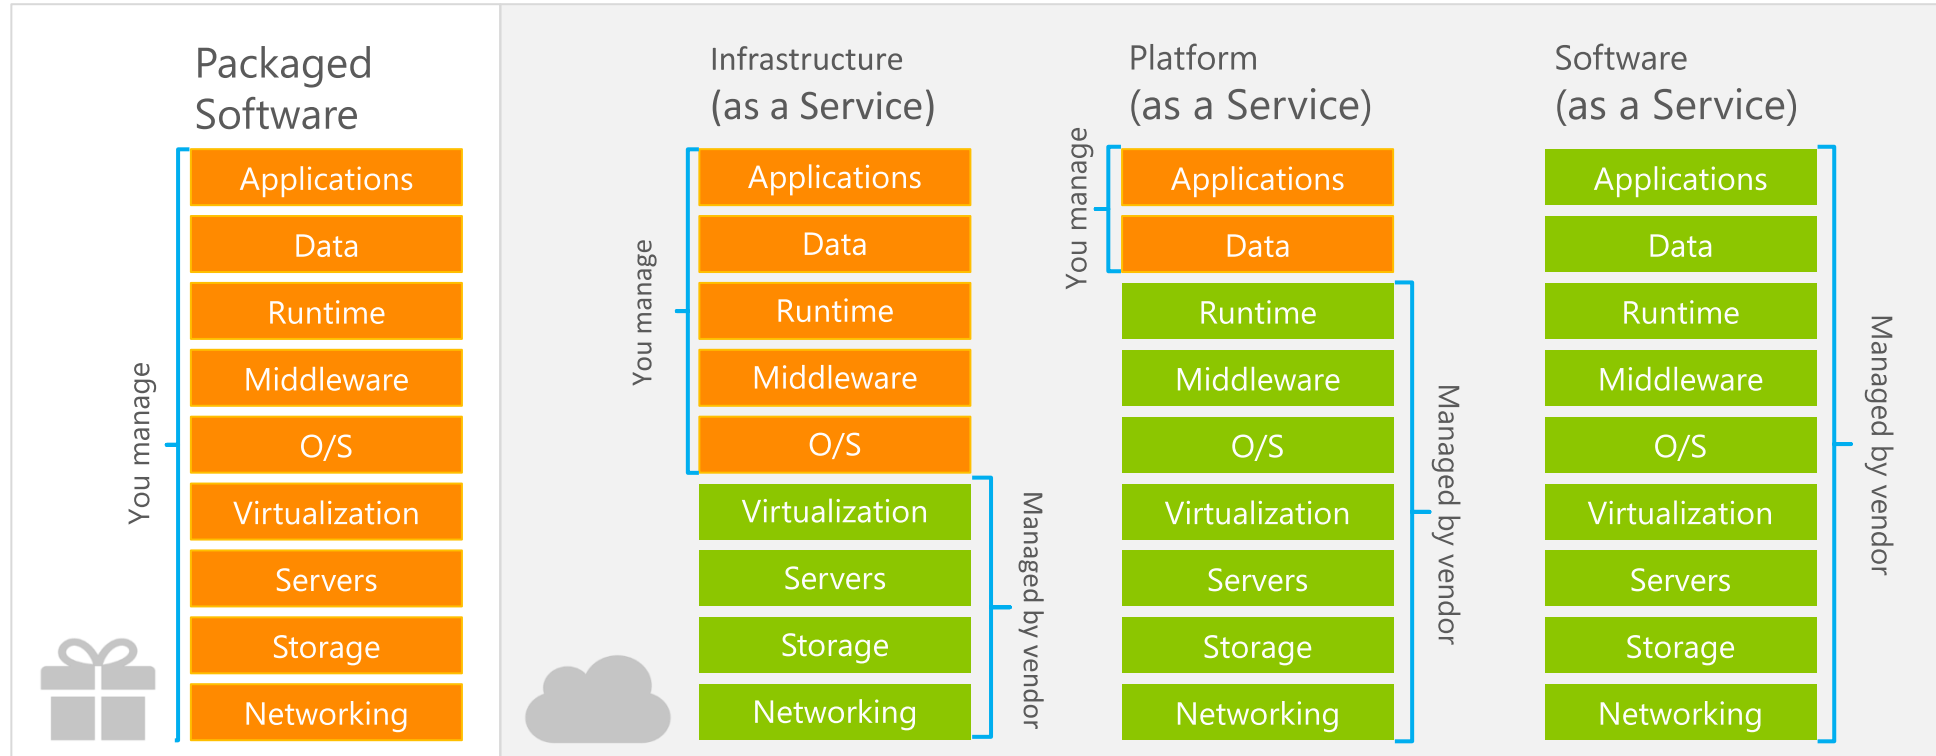 Packaged
Software
You manage
Applications
Data
Runtime
Middleware
O/S
Virtualization
Servers
Storage
Networking
Infrastructure
(as a Service)
You manage
Applications
Data
Runtime
Middleware
O/S
Virtualization
Servers
Storage
Networking
Managed by vendor
Platform
(as a Service)
You manage
Applications
Data
Runtime
Middleware
O/S
Virtualization
Servers
Storage
Networking
Managed by vendor
Software
(as a Service)
Applications
Data
Runtime
Middleware
O/S
Virtualization
Servers
Storage
Networking
Managed by vendor